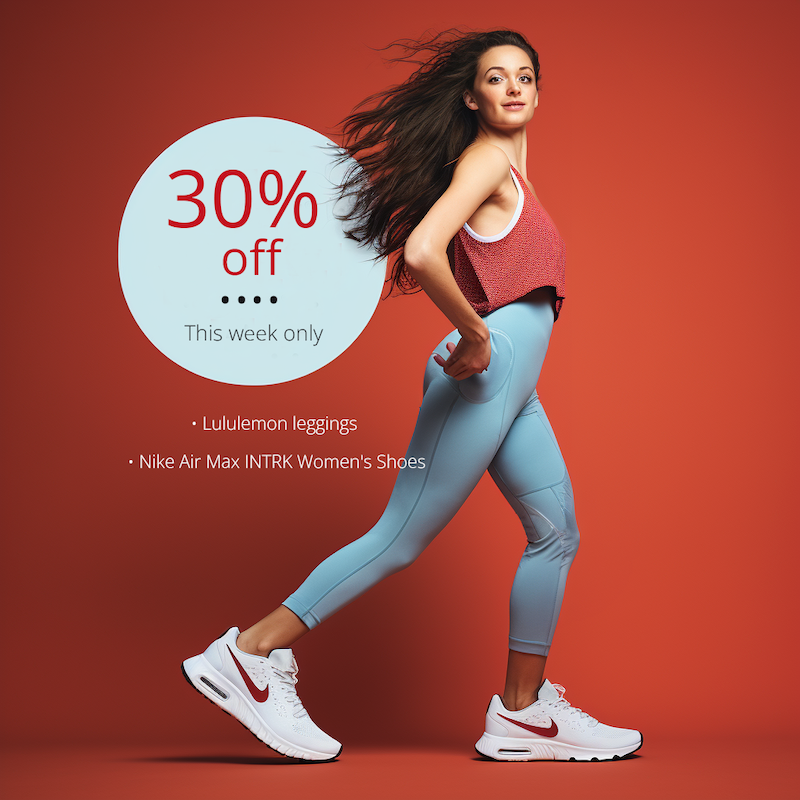 30%
off
This week only
• Lululemon leggings
• Nike Air Max INTRK Women's Shoes